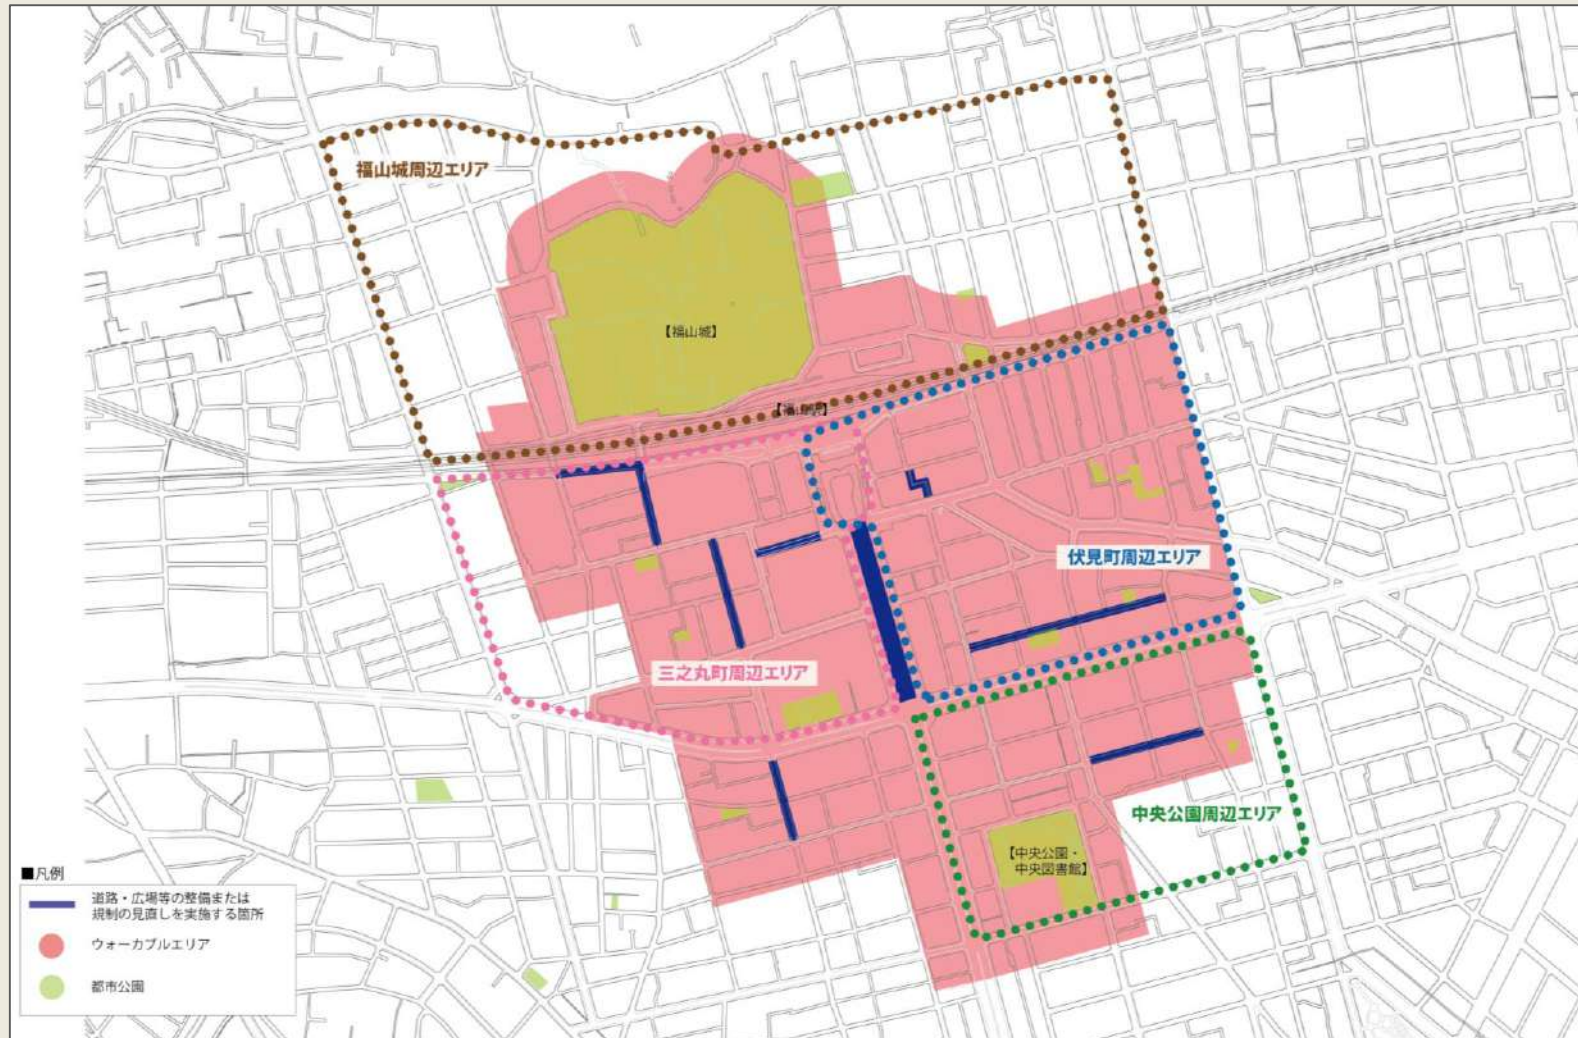 福山城周辺エリア
【福山城】
【福山駅】
伏見町周辺エリア
三之丸町周辺エリア
中央公園周辺エリア
【中央公園・
中央図書館】
■凡例
道路・広場等の整備または
規制の見直しを実施する箇所
ウォーカブルエリア
都市公園